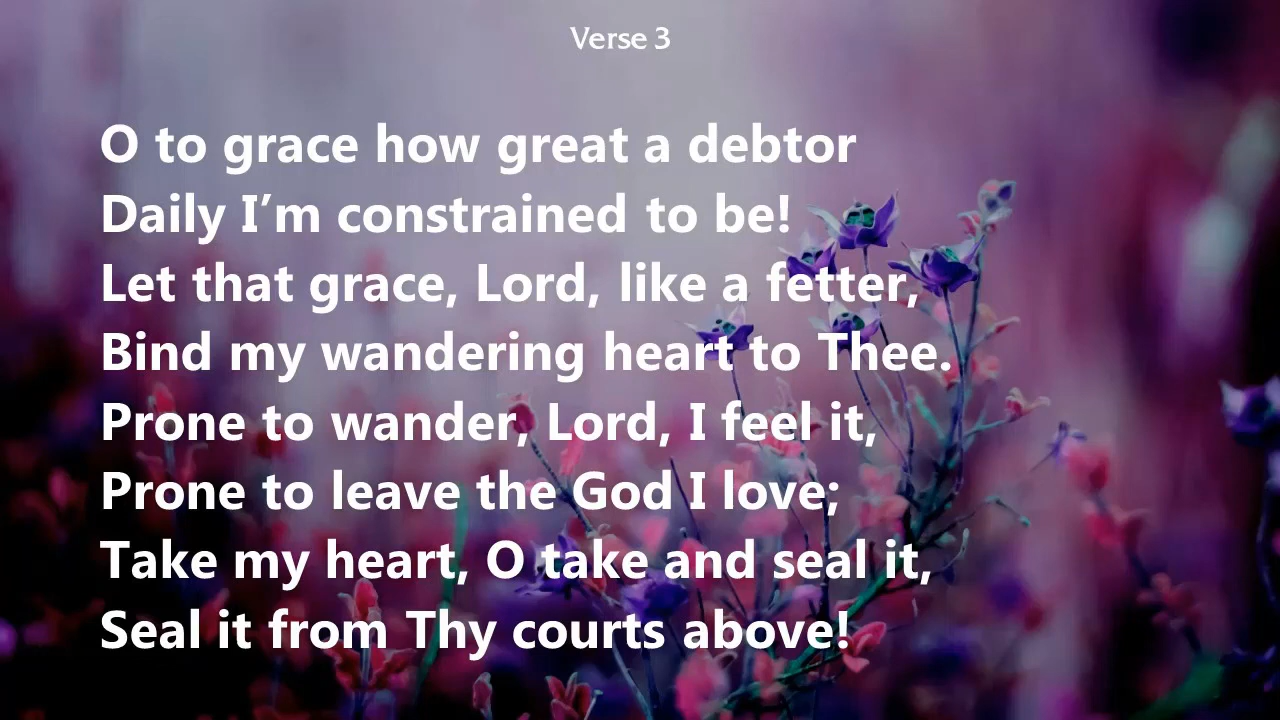 Verse 3
O to grace how great a debtor
Daily I’m constrained to be!
Let that grace, Lord, like a fetter,
Bind my wandering heart to Thee.
Prone to wander, Lord, I feel it,
Prone to leave the God I love;
Take my heart, O take and seal it,
Seal it from Thy courts above!